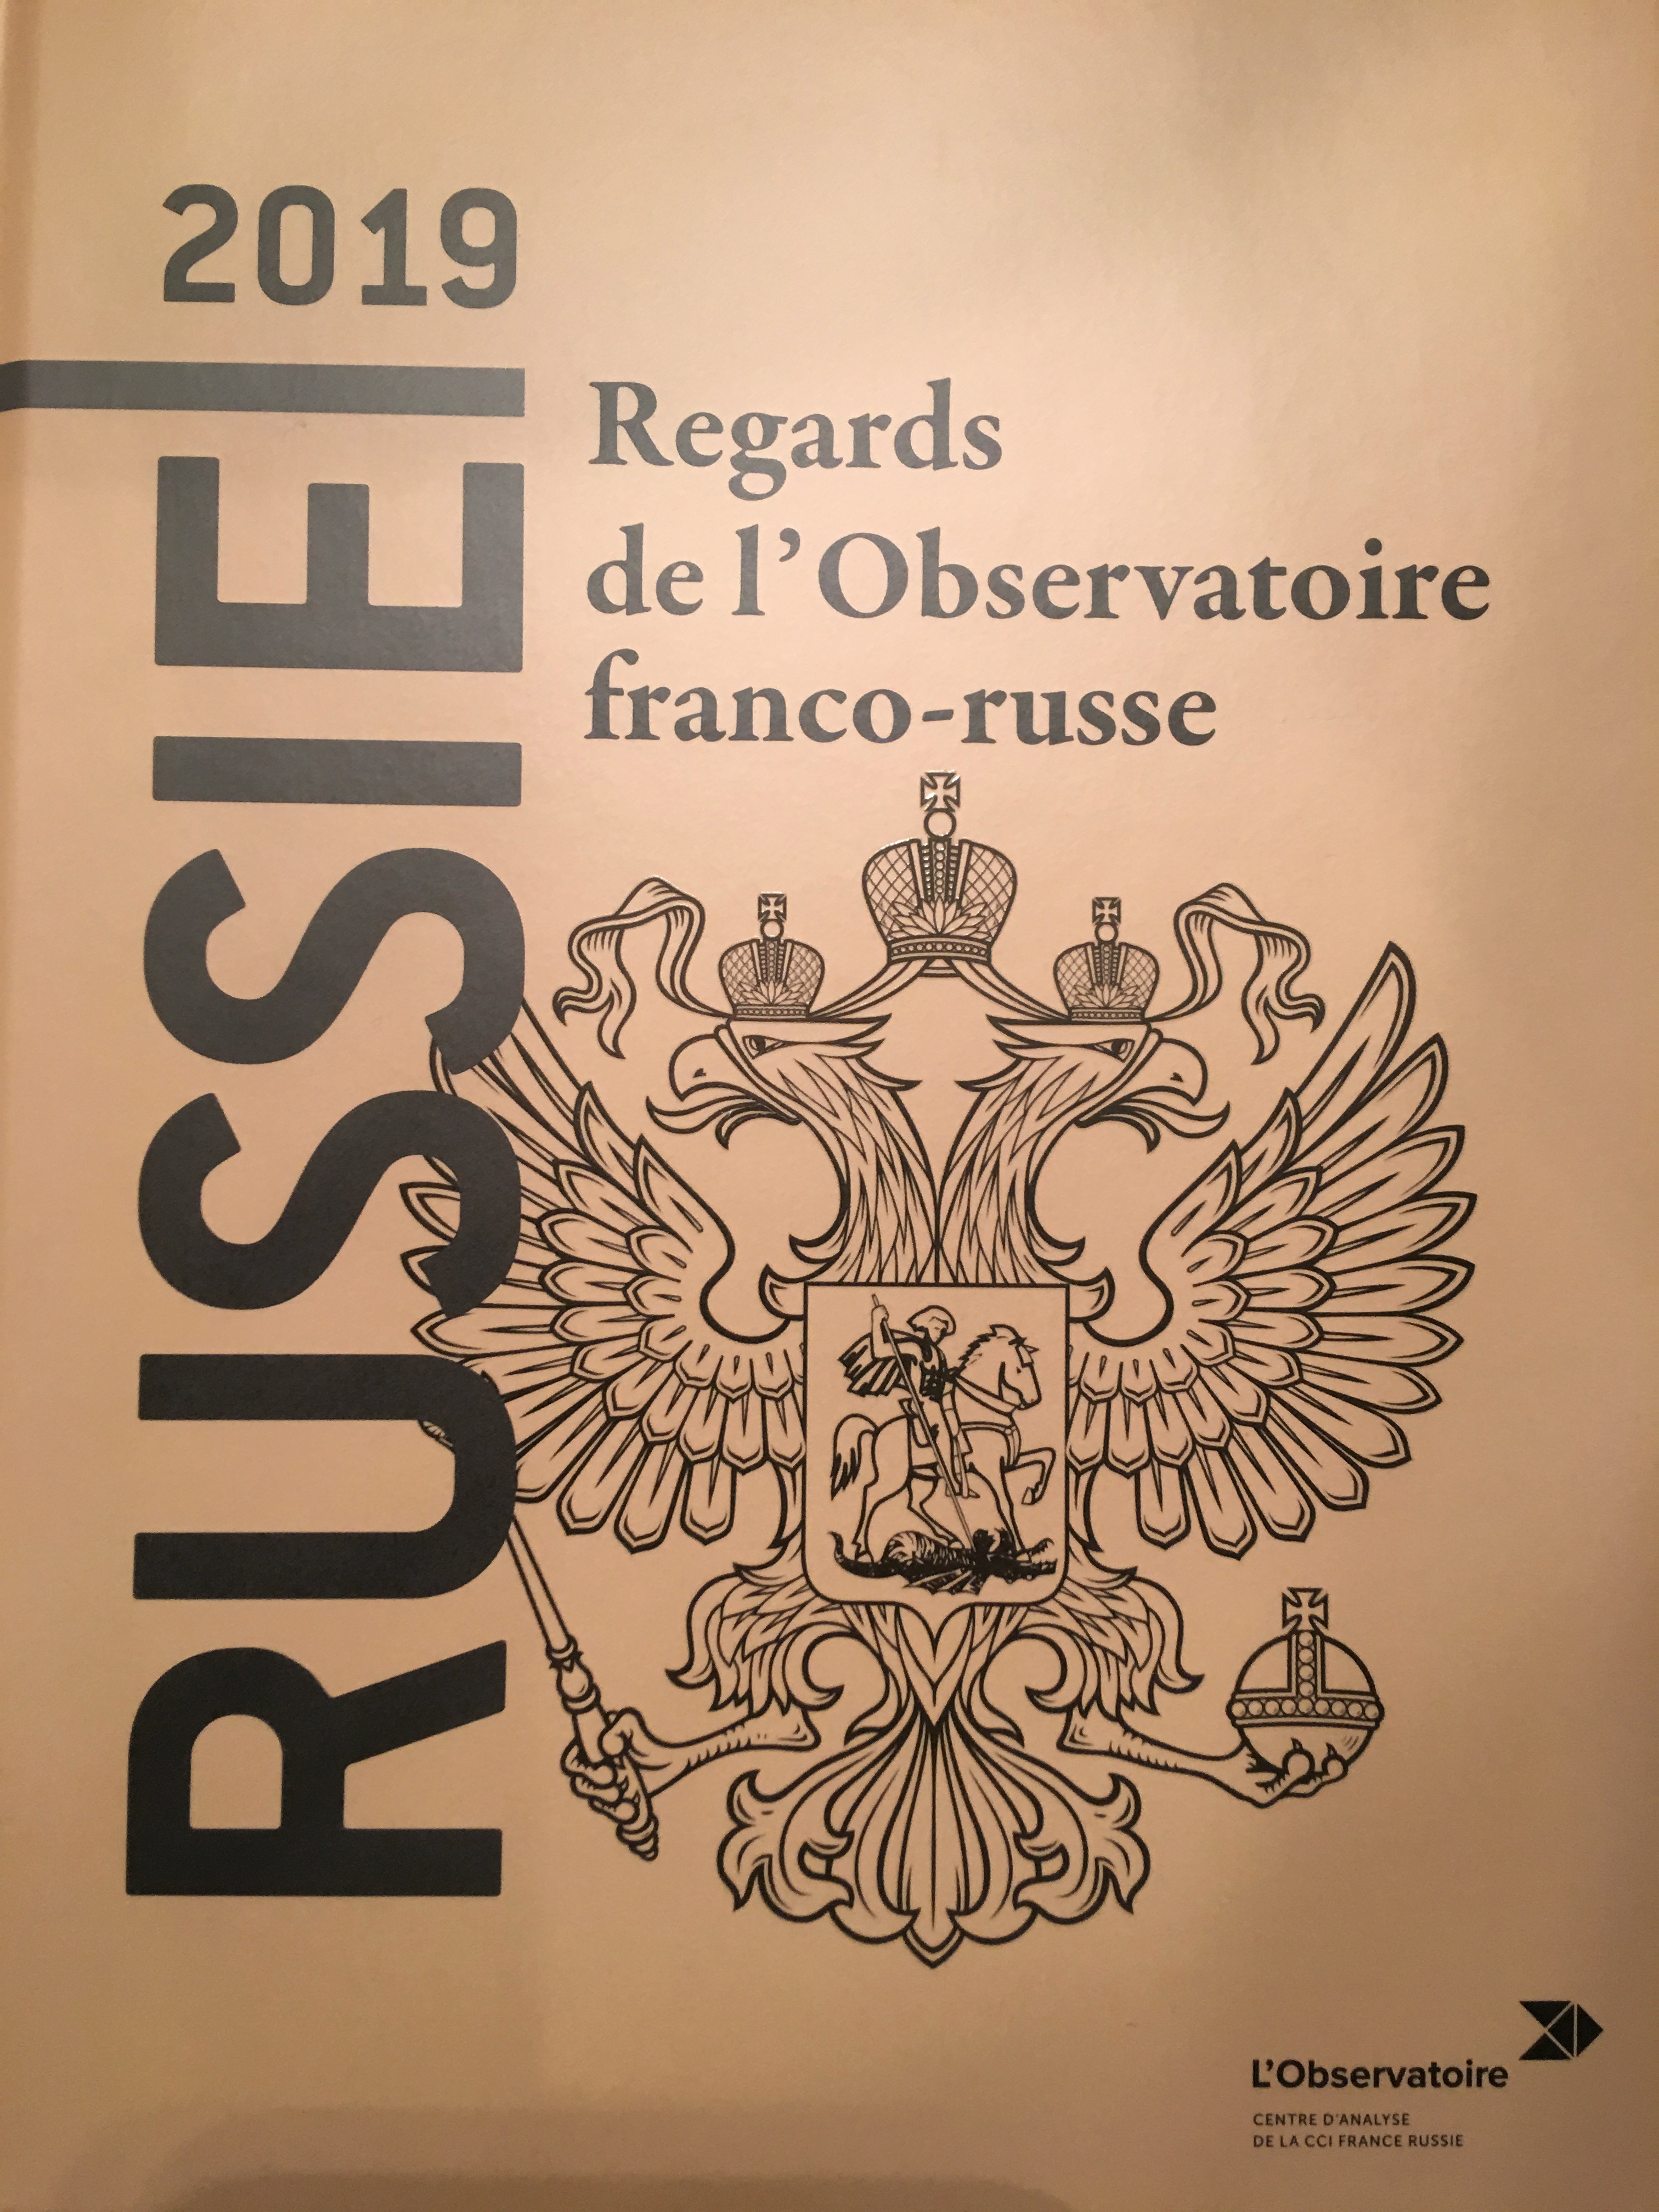 2019
RUSSIE
Regards
de l'Observatoire
franco-russe
L'Observatoire
CENTRE D'ANALYSE
DE LA CCI FRANCE RUSSIE